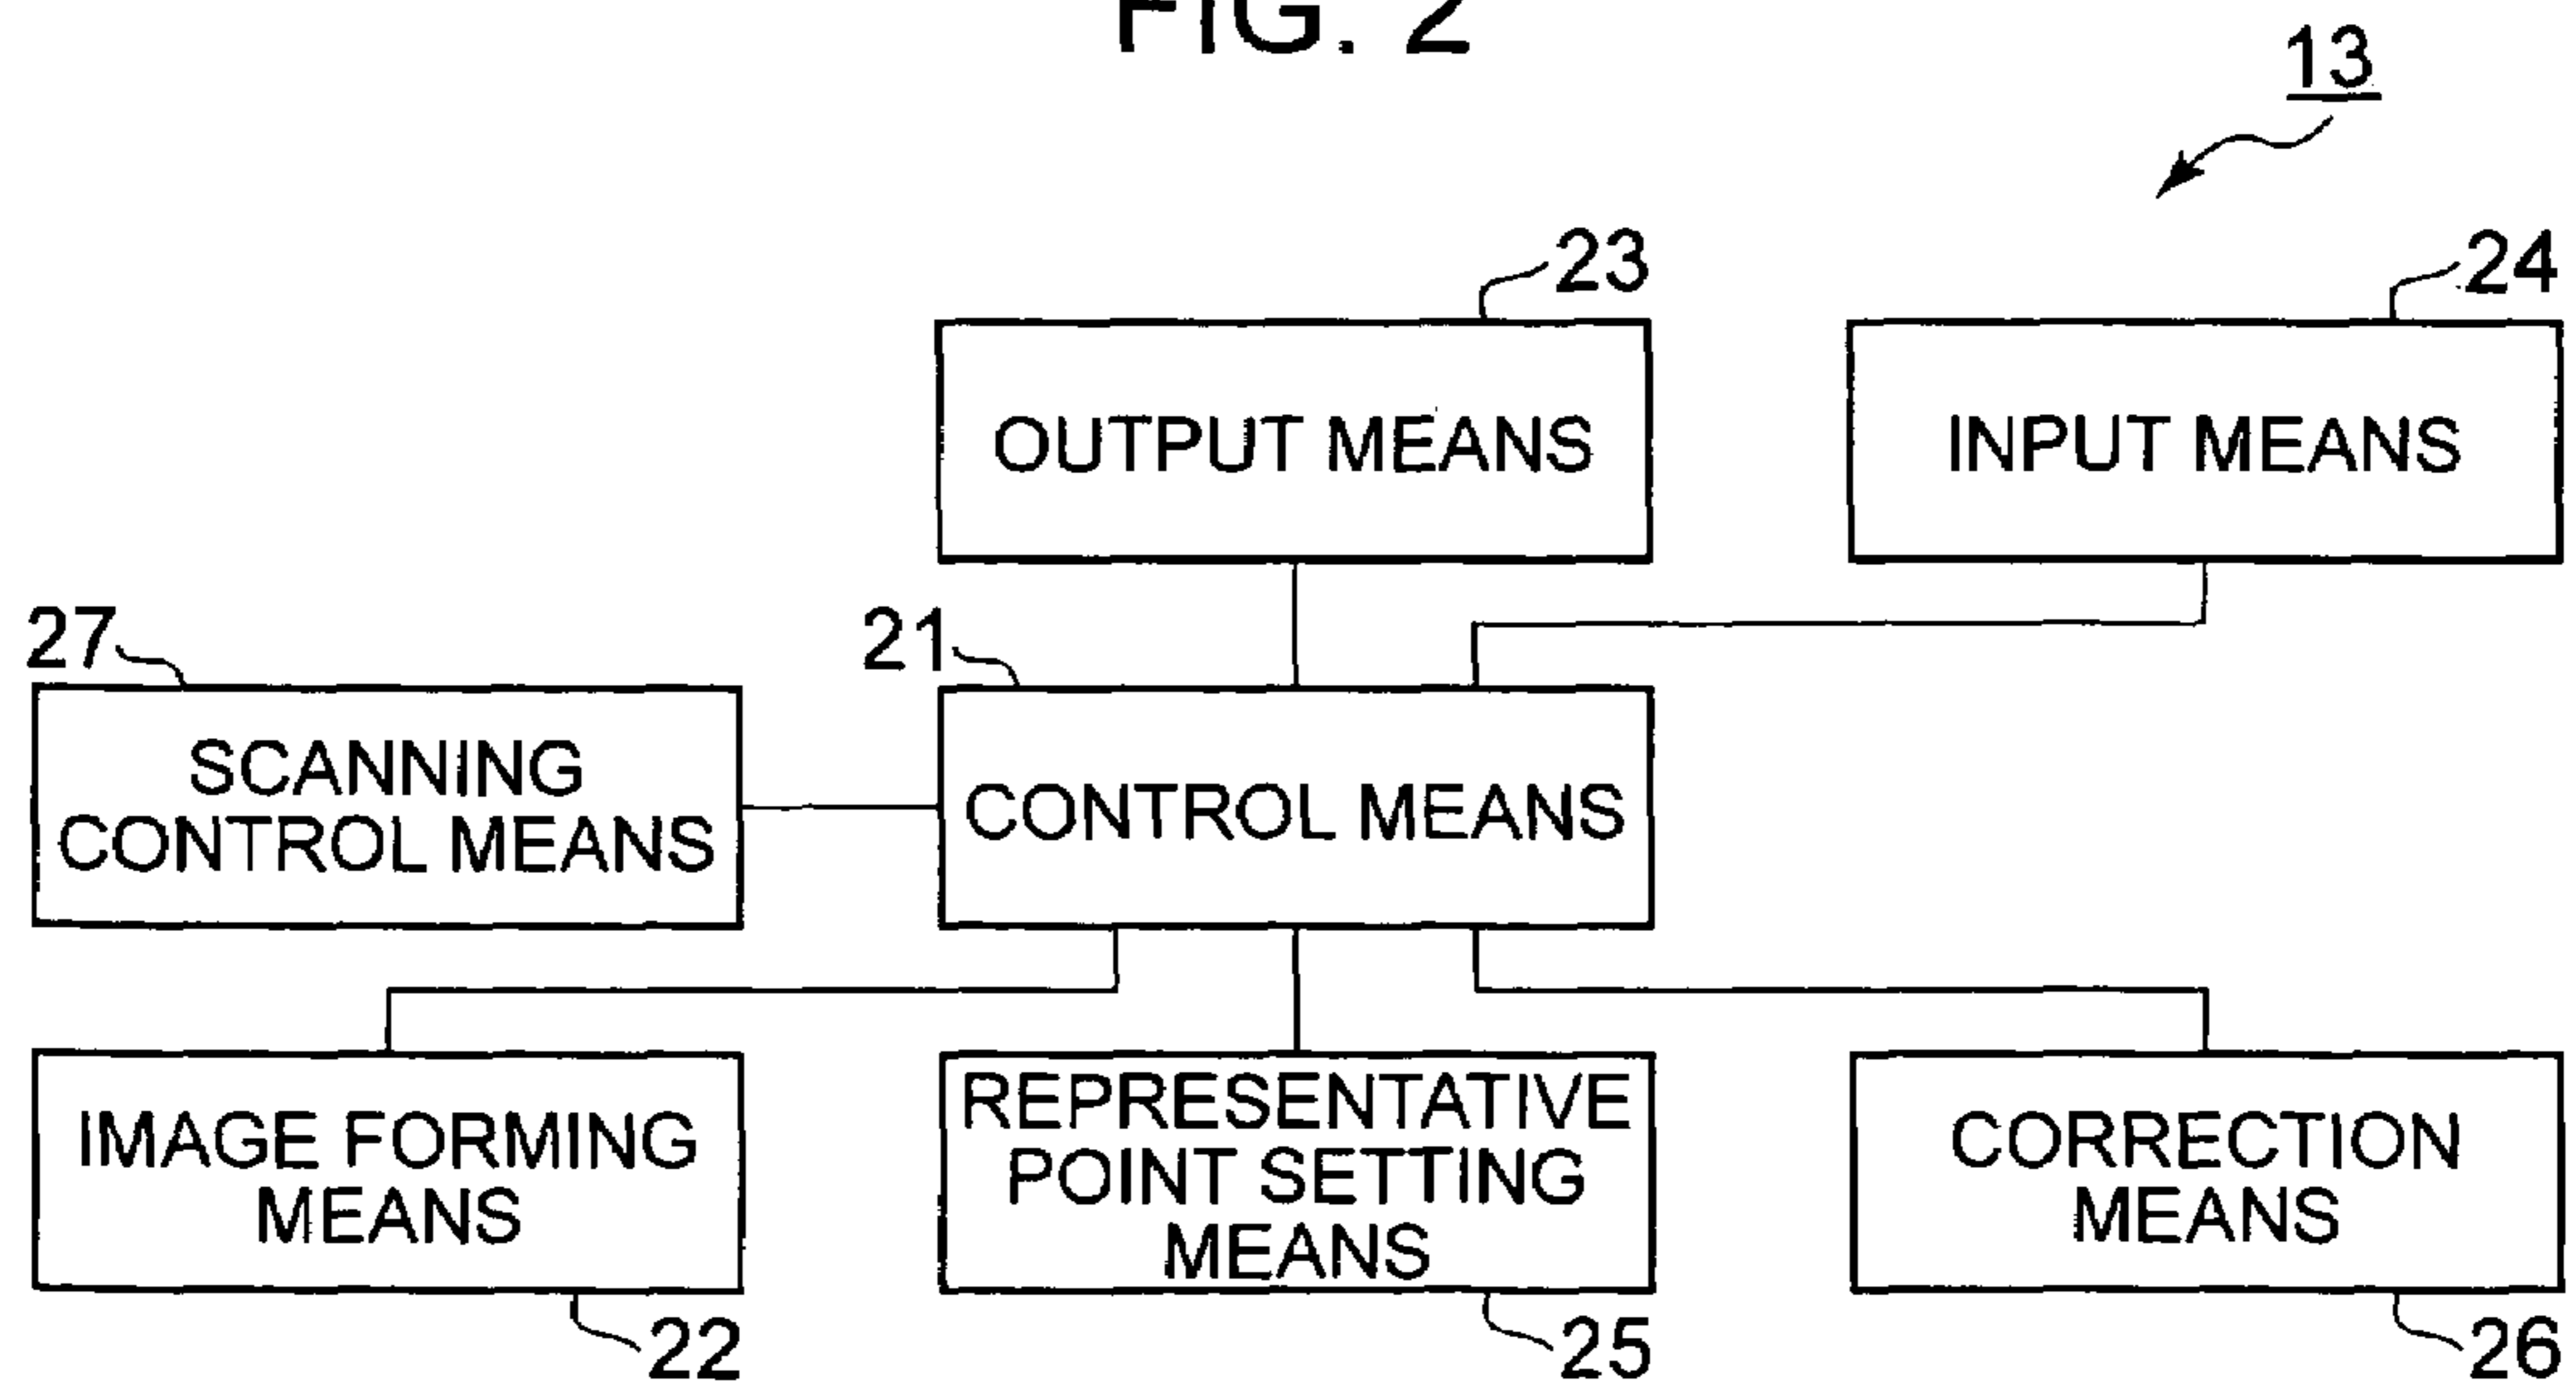 FIG. 2
13
23
24
OUTPUT MEANS
INPUT MEANS
27
21
SCANNING
CONTROL MEANS
CONTROL MEANS
IMAGE FORMING
MEANS
REPRESENTATIVE
POINT SETTING
MEANS
CORRECTION
MEANS
22
25
26